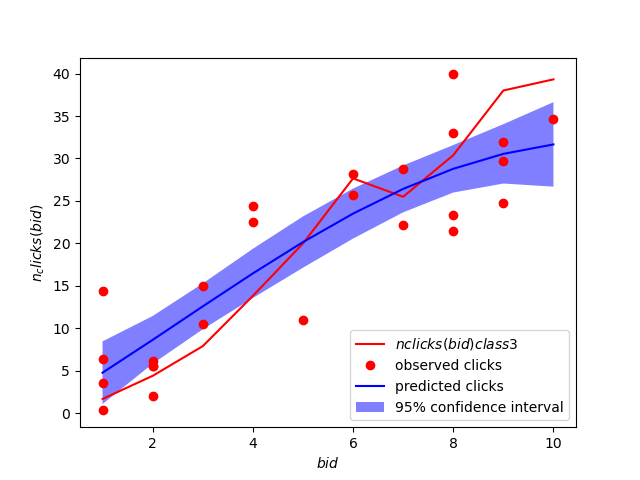 40
35
30
25
20
15
10
5
0
n_clicks(bid)
nclicks(bid)class3
observed clicks
predicted clicks
95% confidence interval
2 4 6 8 10
bid